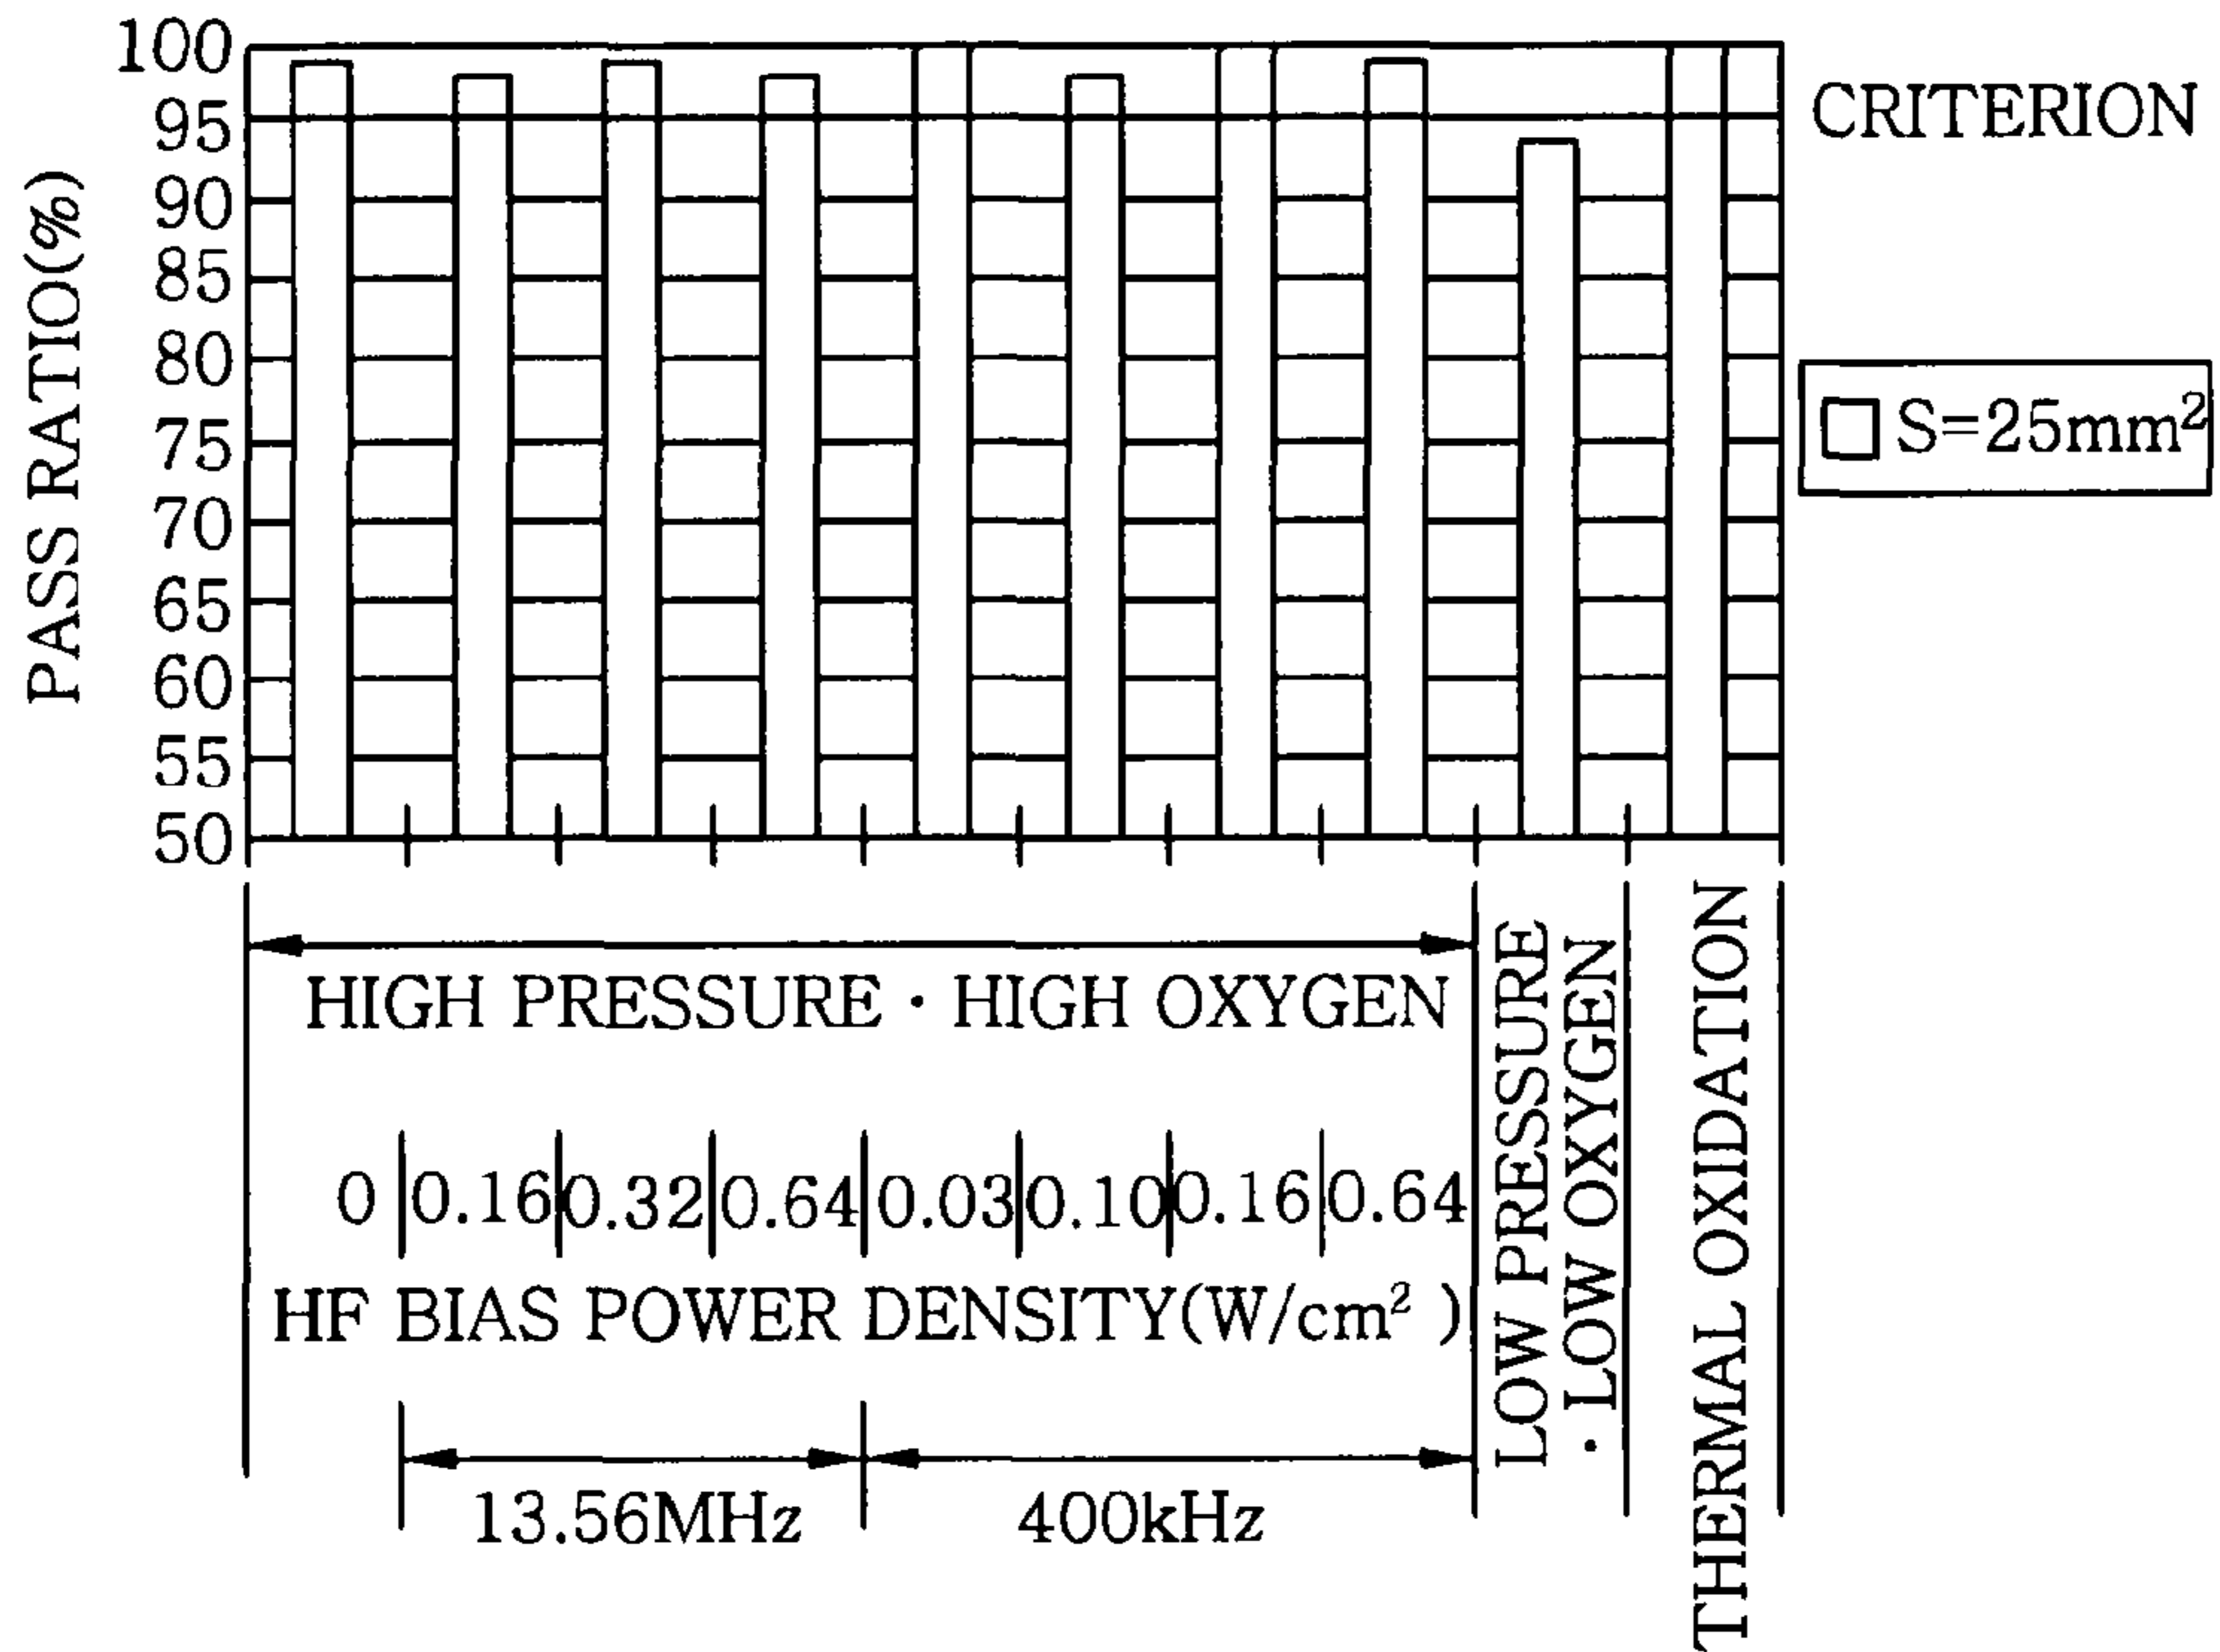 PASS RATIO(%)
100
95
90
85
80
75
70
65
60
55
50
CRITERION
S=25mm²
HIGH PRESSURE・HIGH OXYGEN
0 0.16 0.32 0.64 0.03 0.10 0.16 0.64
HF BIAS POWER DENSITY(W/cm² )
13.56MHz 400kHz
LOW PRESSURE
・LOW OXYGEN
THERMAL OXIDATION